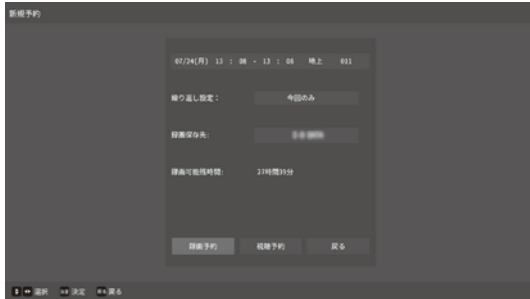 新規予約
07/24(月) 13 : 08 - 13 : 08 地上 011
繰り返し設定: 今回のみ
録画保存先:
録画可能残時間: 23時間39分
録画予約 視聴予約 戻る
選択 決定 戻る